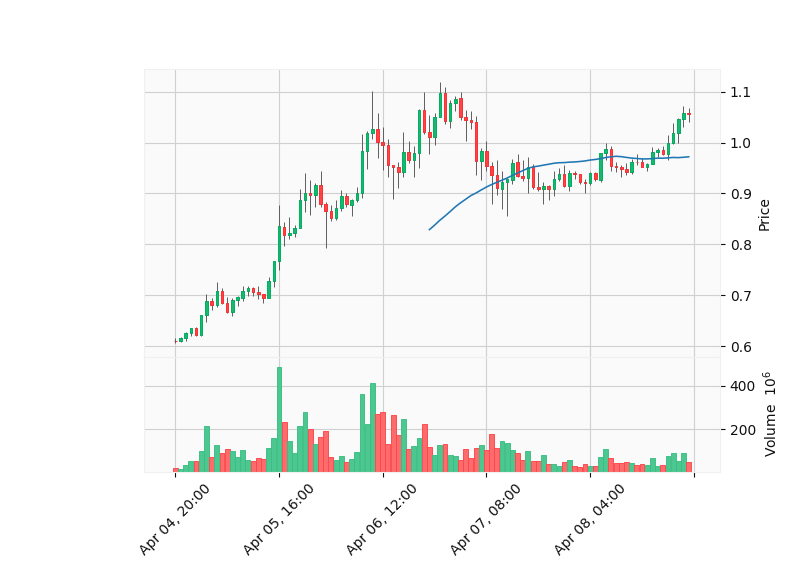 1.1
1.0
0.9
0.8
0.7
0.6
Price
400
200
Volume 10^6
Apr 04, 20:00
Apr 05, 16:00
Apr 06, 12:00
Apr 07, 08:00
Apr 08, 04:00